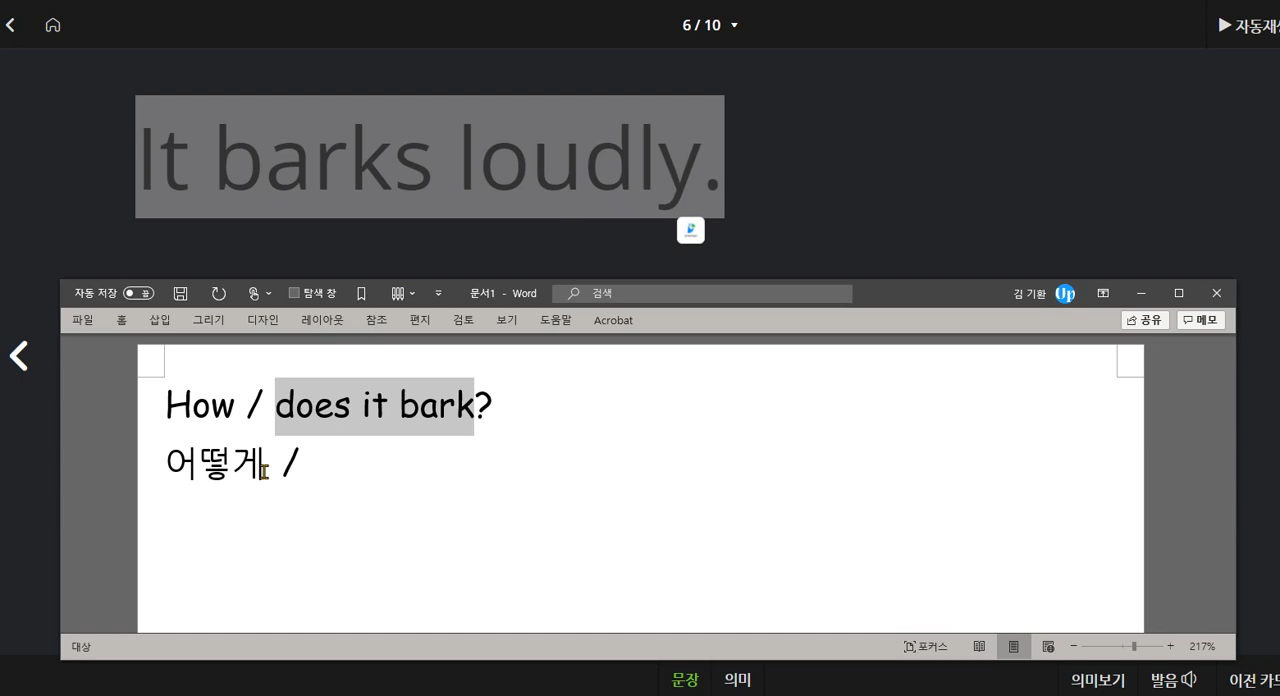 6 / 10
▶ 자동재생
It barks loudly.
자동 저장 끔 탐색 창 문서1 - Word 검색 김 기환 Up
파일 홈 삽입 그리기 디자인 레이아웃 참조 편지 검토 보기 도움말 Acrobat 공유 메모
How / does it bark?
어떻게 /
대상 포커스 217%
문장 의미 의미보기 발음 이전 카드